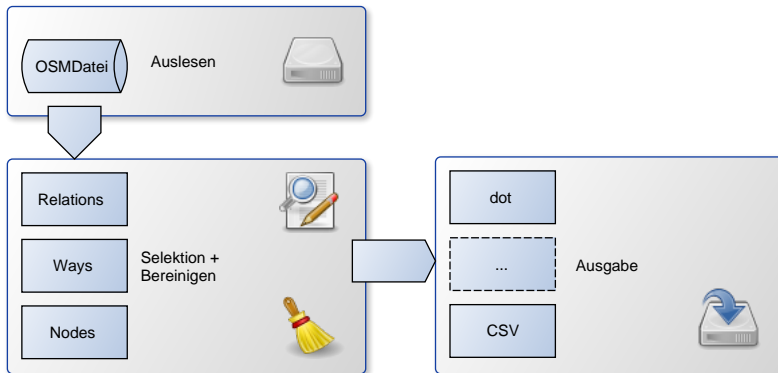 OSMDatei
Auslesen
Relations
Ways
Selektion +
Bereinigen
Nodes
dot
...
Ausgabe
CSV